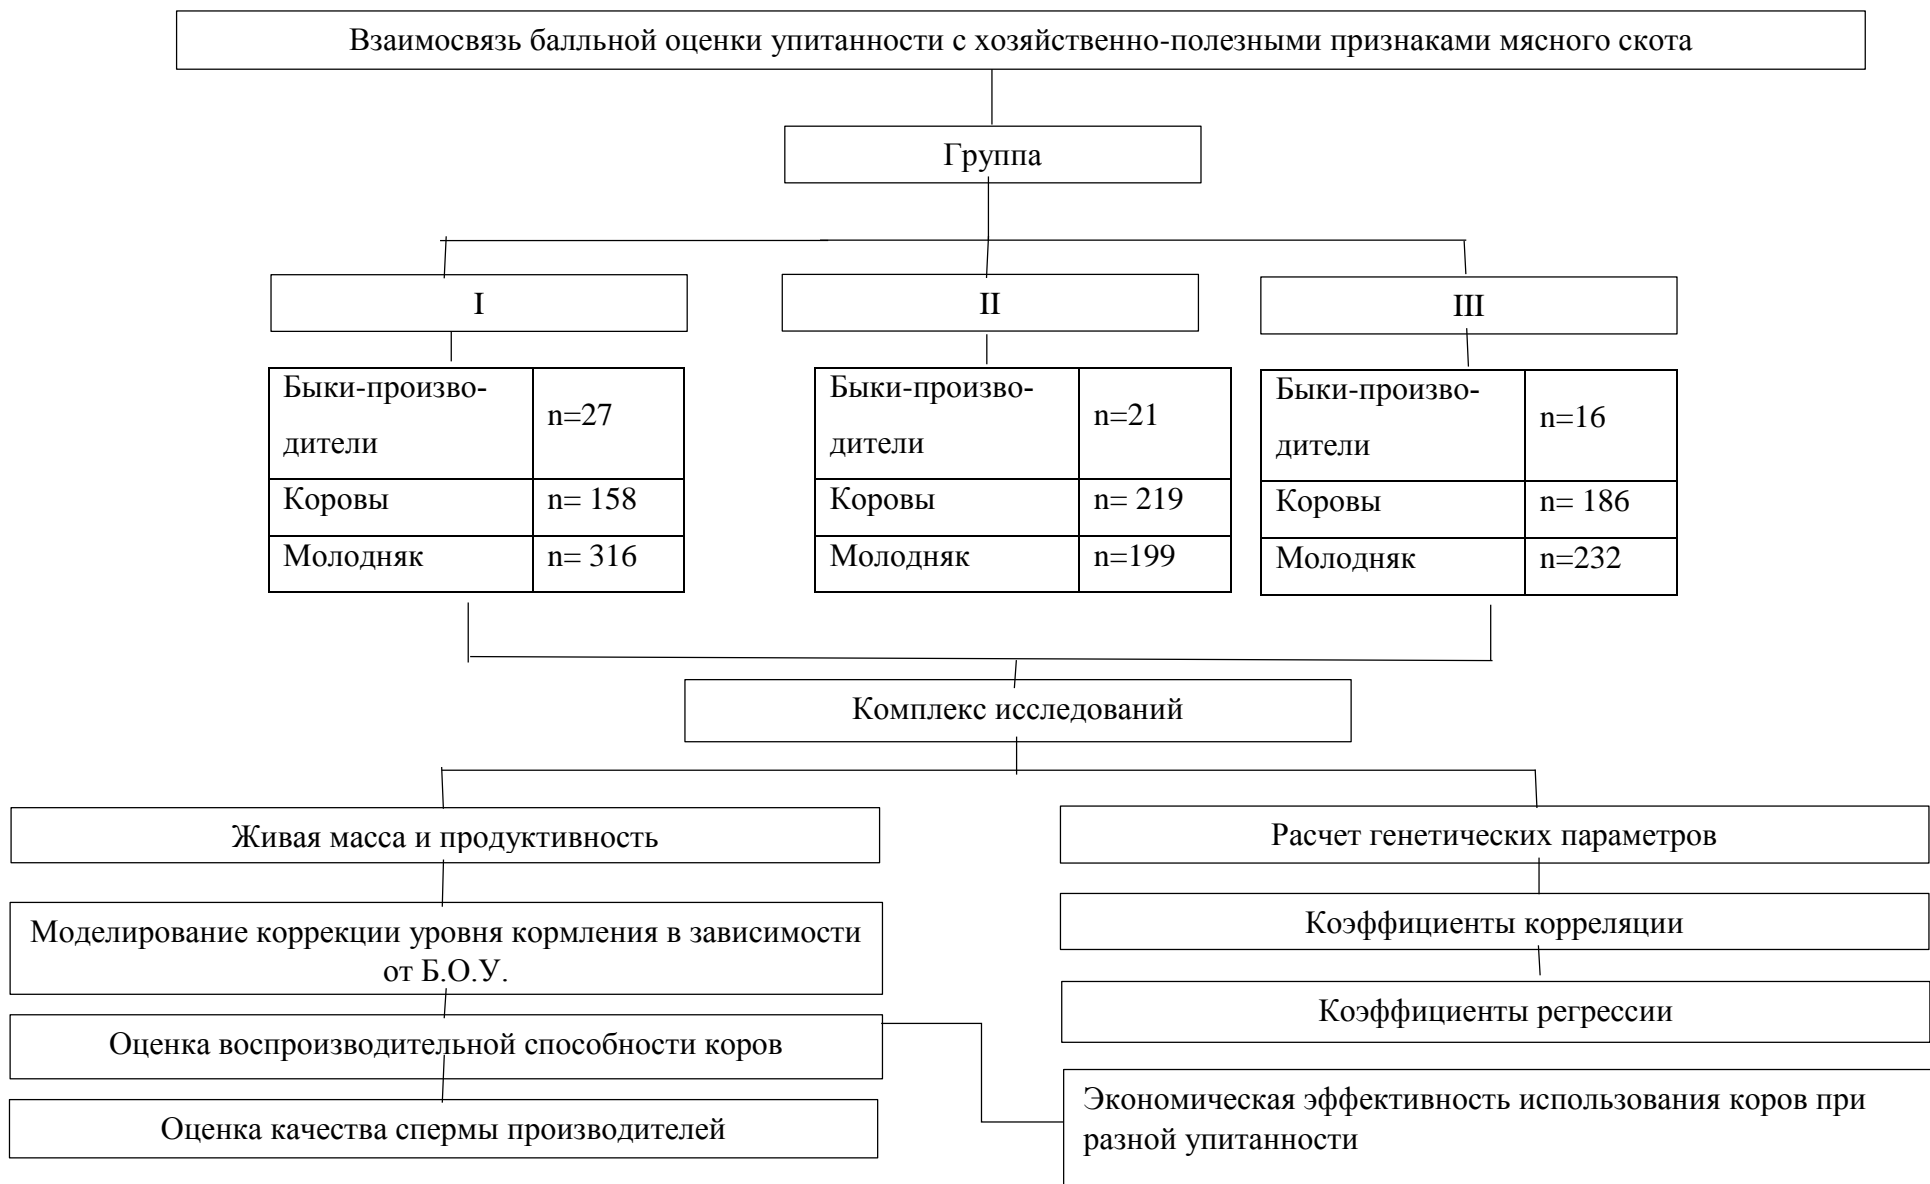 Взаимосвязь балльной оценки упитанности с хозяйственно-полезными признаками мясного скота
Группа
I
II
III
Быки-произво-
дители
n=27
Коровы
n= 158
Молодняк
n= 316
Быки-произво-
дители
n=21
Коровы
n= 219
Молодняк
n=199
Быки-произво-
дители
n=16
Коровы
n= 186
Молодняк
n=232
Комплекс исследований
Живая масса и продуктивность
Моделирование коррекции уровня кормления в зависимости
от Б.О.У.
Оценка воспроизводительной способности коров
Оценка качества спермы производителей
Расчет генетических параметров
Коэффициенты корреляции
Коэффициенты регрессии
Экономическая эффективность использования коров при
разной упитанности